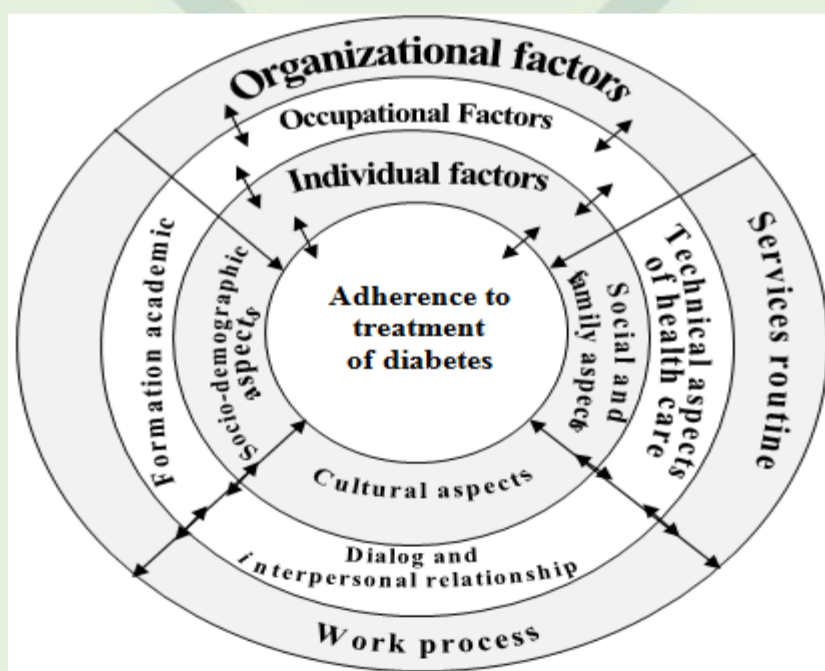 Organizational factors
Occupational Factors
Individual factors
Adherence to
treatment
of diabetes
Formation academic
Socio-demographic
aspects
Social and
family aspects
Technical aspects
of health care
Services routine
Cultural aspects
Dialog and
interpersonal relationship
Work process